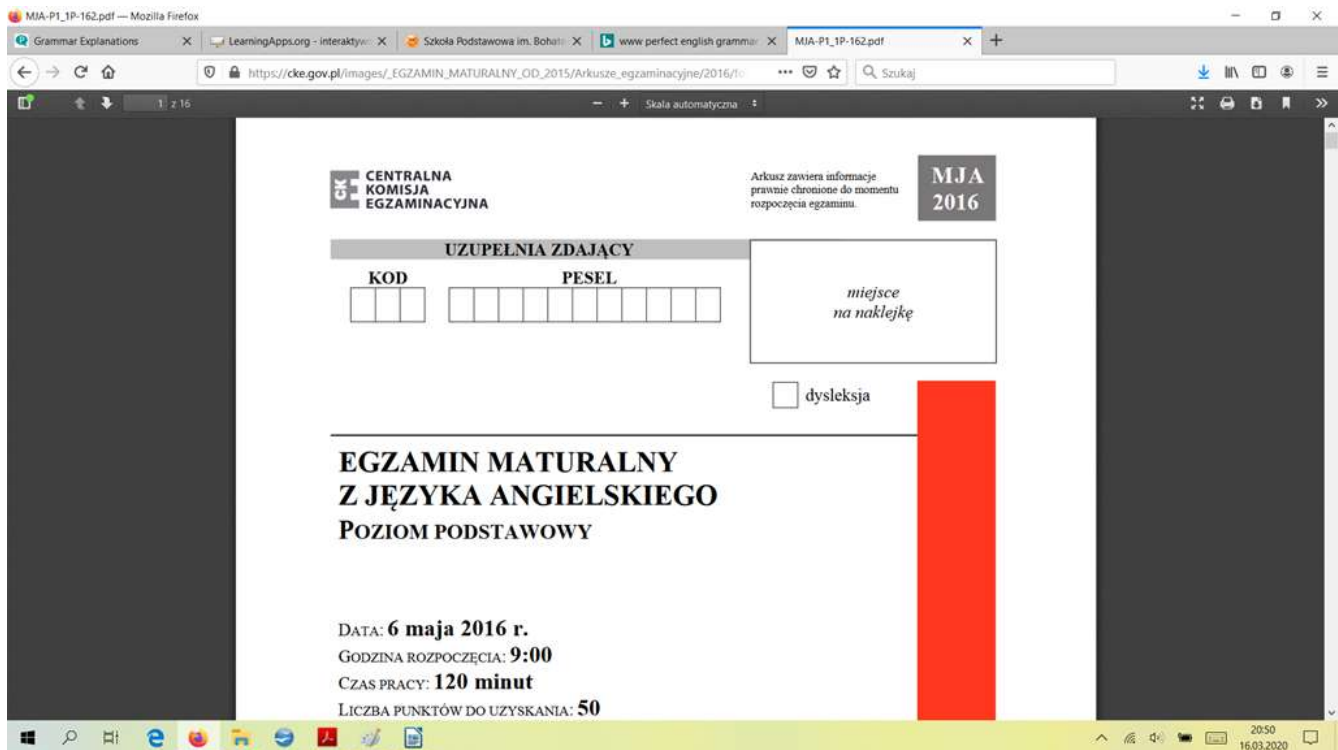 MJA-P1_1P-162.pdf — Mozilla Firefox
Grammar Explanations
LearningApps.org - interaktyw
Szkoła Podstawowa im. Bohate
www perfect english grammar
MJA-P1_1P-162.pdf
https://cke.gov.pl/images/_EGZAMIN_MATURALNY_OD_2015/Arkusze_egzaminacyjne/2016/fo
Szukaj
1 z 16
Skala automatyczna
CENTRALNA
KOMISJA
EGZAMINACYJNA
Arkusz zawiera informacje
prawnie chronione do momentu
rozpoczęcia egzaminu.
MJA
2016
UZUPEŁNIA ZDAJĄCY
KOD PESEL
miejsce
na naklejkę
dysleksja
EGZAMIN MATURALNY
Z JĘZYKA ANGIELSKIEGO
POZIOM PODSTAWOWY
DATA: 6 maja 2016 r.
GODZINA ROZPOCZĘCIA: 9:00
CZAS PRACY: 120 minut
LICZBA PUNKTÓW DO UZYSKANIA: 50
20:50
16.03.2020